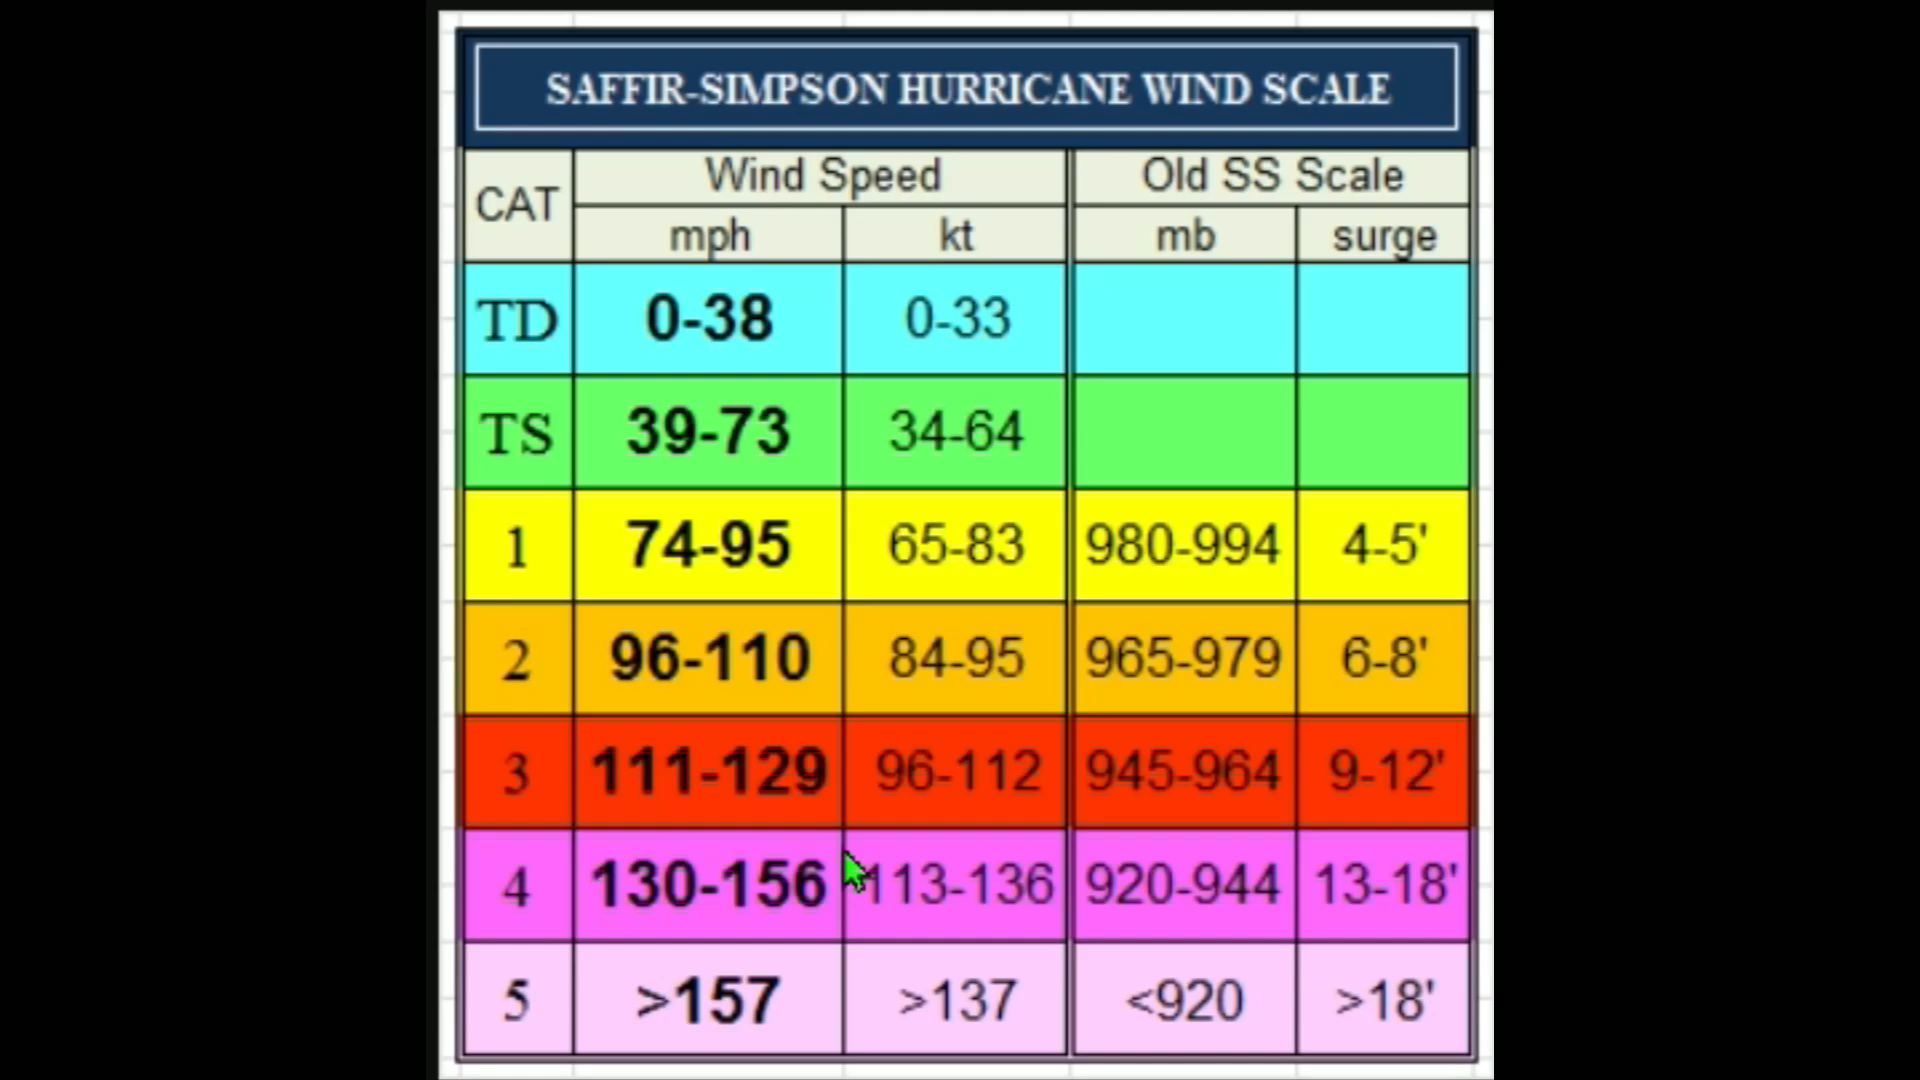 SAFFIR-SIMPSON HURRICANE WIND SCALE
CAT Wind Speed Old SS Scale
mph kt mb surge
TD 0-38 0-33
TS 39-73 34-64
1 74-95 65-83 980-994 4-5'
2 96-110 84-95 965-979 6-8'
3 111-129 96-112 945-964 9-12'
4 130-156 113-136 920-944 13-18'
5 >157 >137 <920 >18'